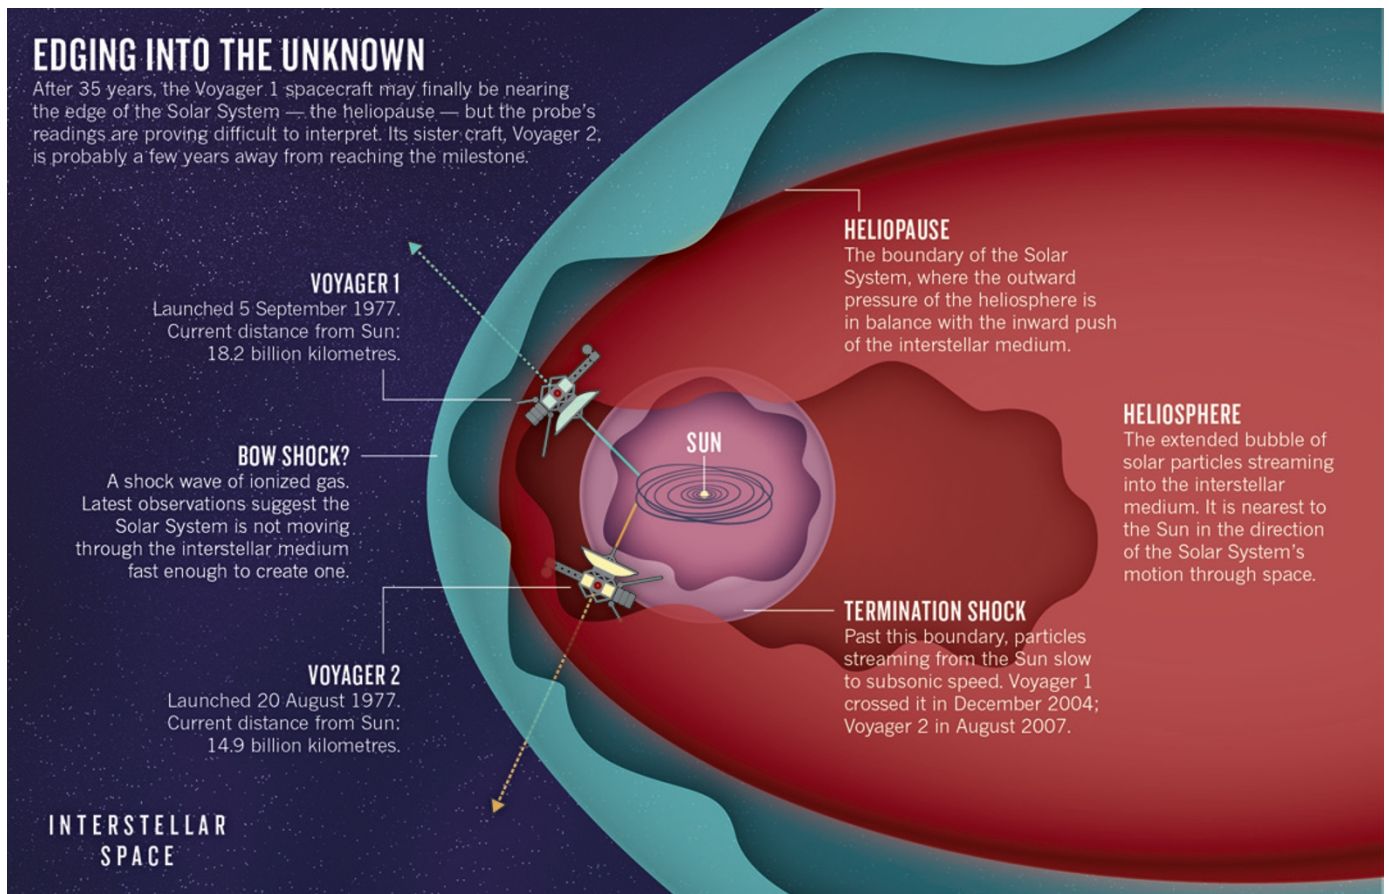 EDGING INTO THE UNKNOWN
After 35 years, the Voyager 1 spacecraft may finally be nearing
the edge of the Solar System — the heliopause — but the probe's
readings are proving difficult to interpret. Its sister craft, Voyager 2,
is probably a few years away from reaching the milestone.
HELIOPAUSE
The boundary of the Solar
System, where the outward
pressure of the heliosphere is
in balance with the inward push
of the interstellar medium.
VOYAGER 1
Launched 5 September 1977.
Current distance from Sun:
18.2 billion kilometres.
HELIOSPHERE
The extended bubble of
solar particles streaming
into the interstellar
medium. It is nearest to
the Sun in the direction
of the Solar System's
motion through space.
SUN
BOW SHOCK?
A shock wave of ionized gas.
Latest observations suggest the
Solar System is not moving
through the interstellar medium
fast enough to create one.
TERMINATION SHOCK
Past this boundary, particles
streaming from the Sun slow
to subsonic speed. Voyager 1
crossed it in December 2004;
Voyager 2 in August 2007.
VOYAGER 2
Launched 20 August 1977.
Current distance from Sun:
14.9 billion kilometres.
INTERSTELLAR
SPACE